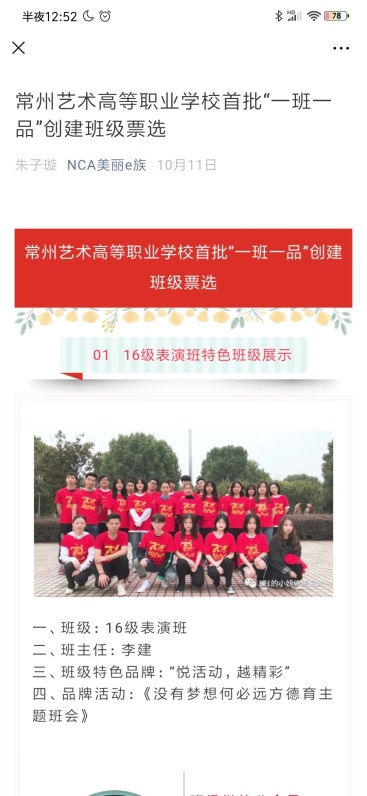 半夜12:52
78
常州艺术高等职业学校首批“一班一
品”创建班级票选
朱子璇 NCA美丽e族 10月11日
常州艺术高等职业学校首批“一班一品”创建
班级票选
01 16级表演班特色班级展示
一、班级：16级表演班
二、班主任：李建
三、班级特色品牌：“悦活动，越精彩”
四、品牌活动：《没有梦想何必远方德育主
题班会》